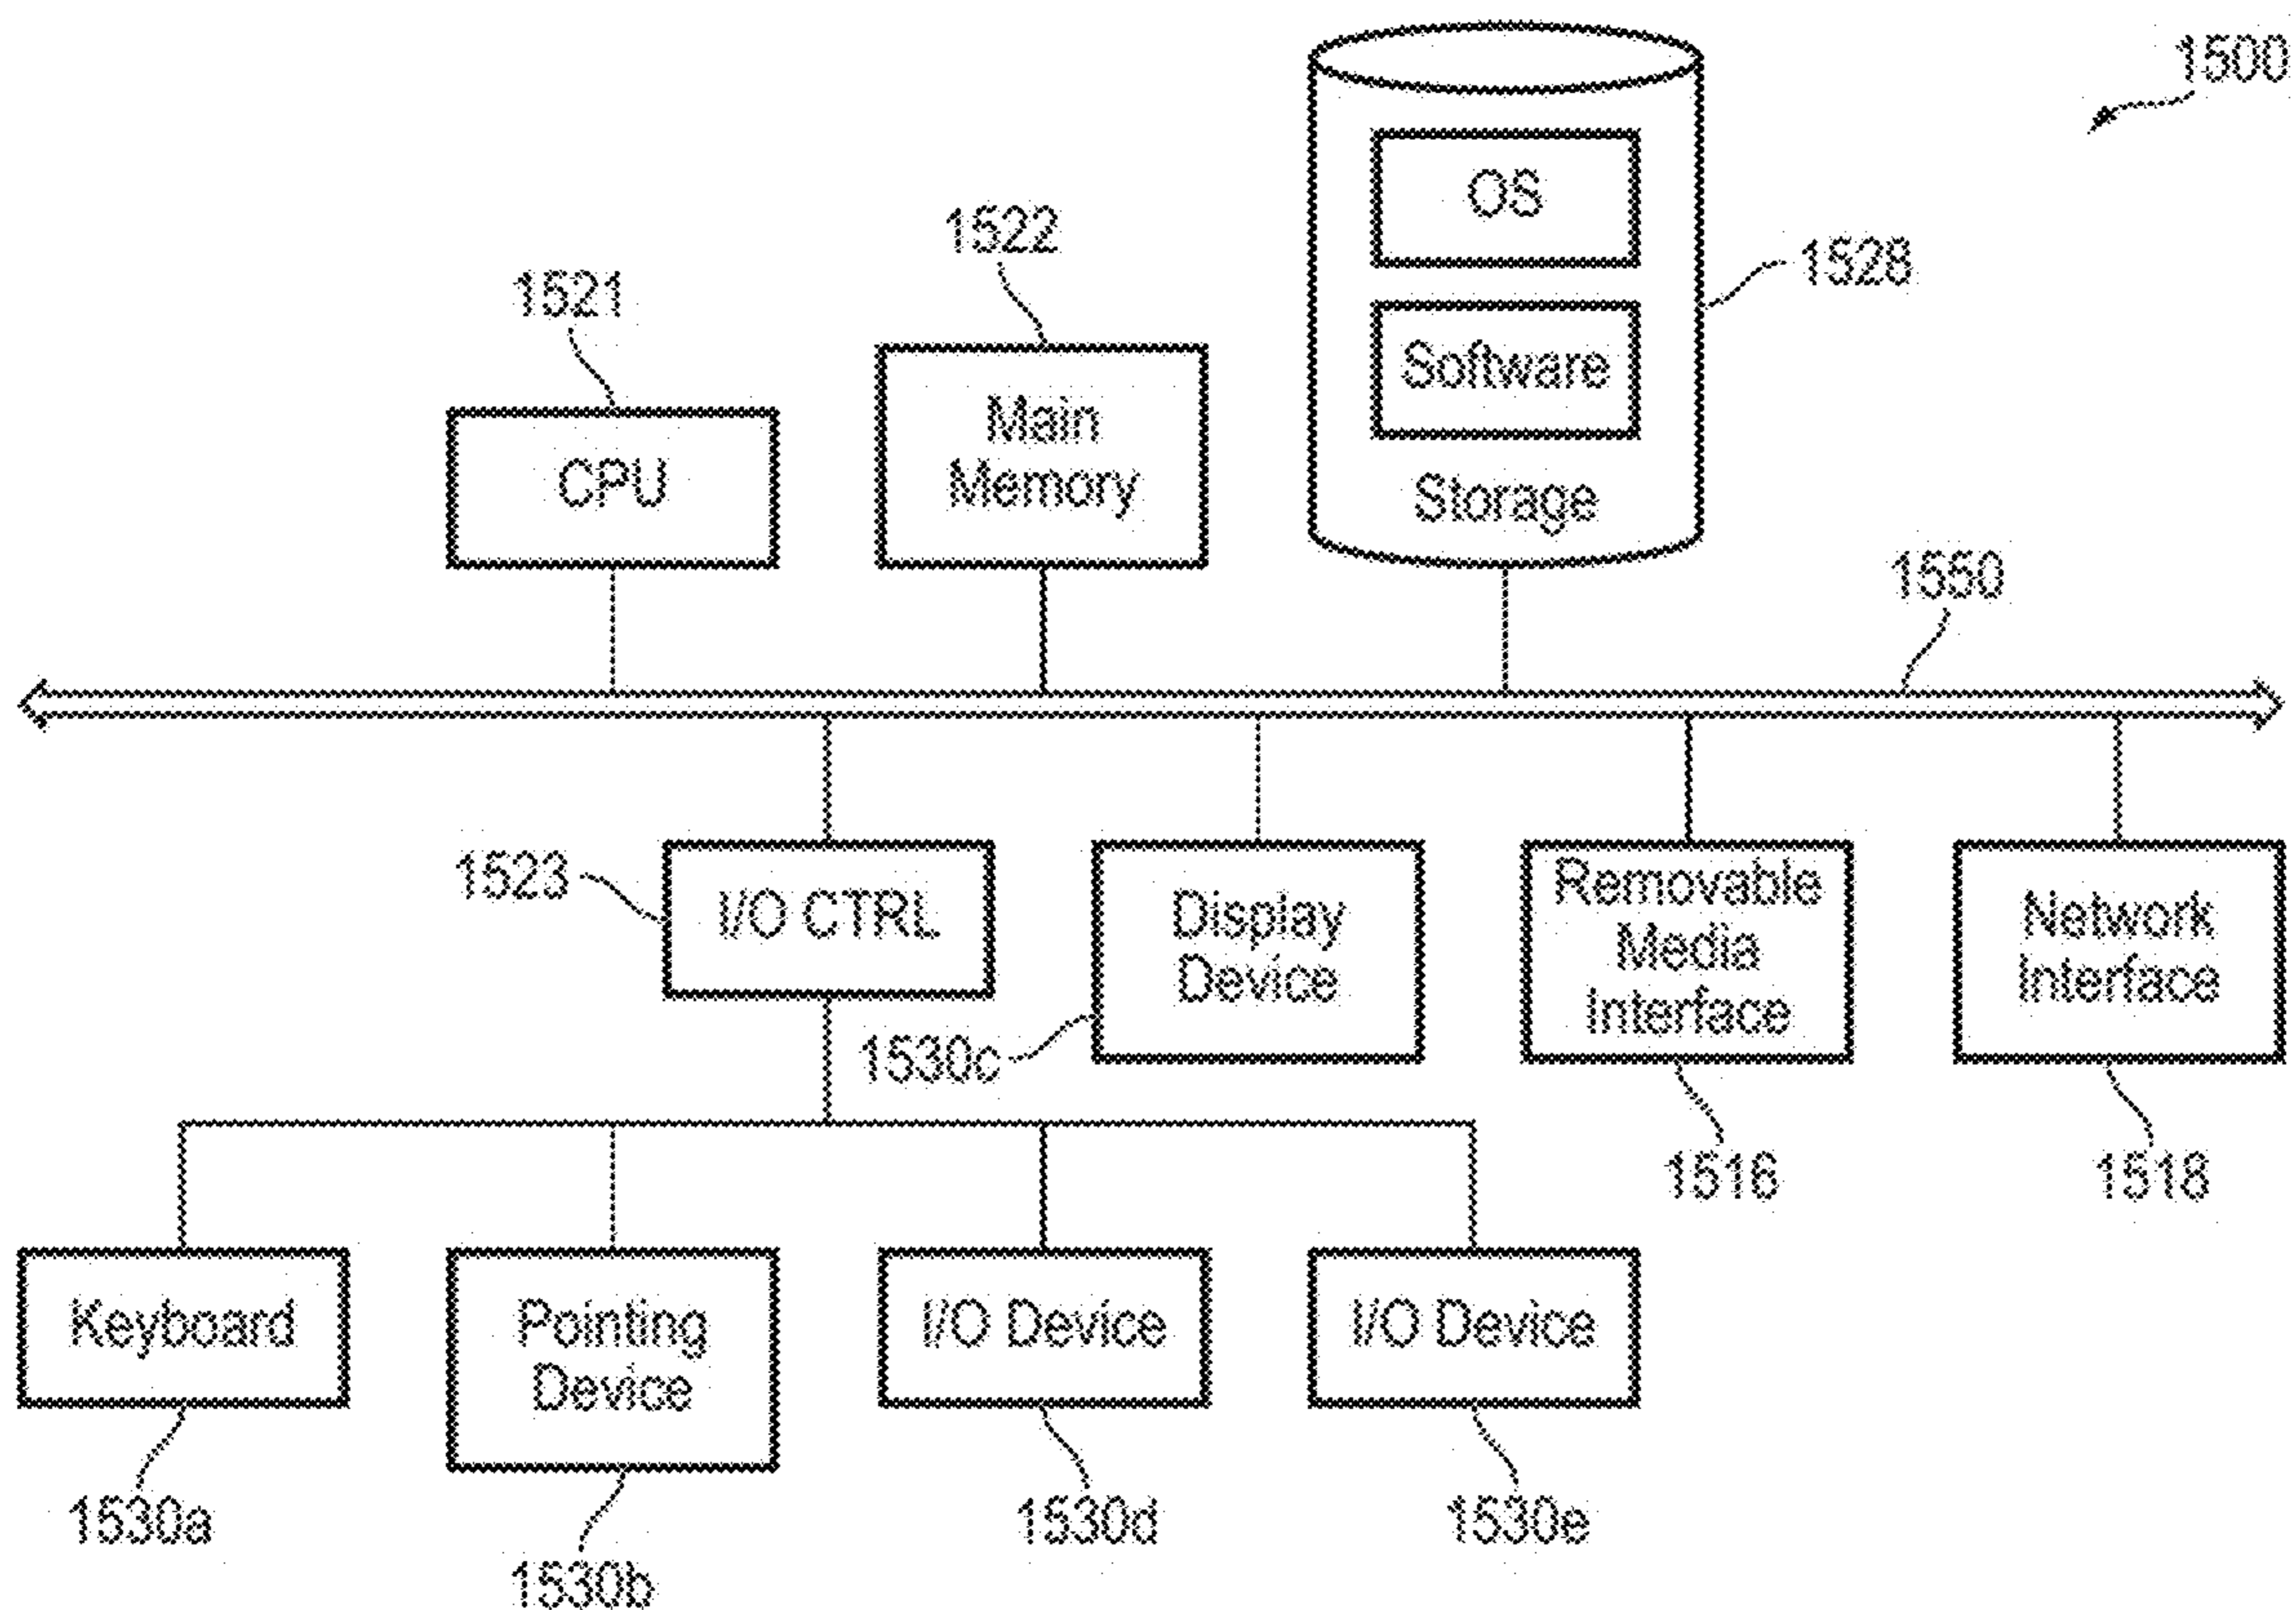 1500
OS
1522
1528
1521
Software
Main
Memory
CPU
Storage
1550
1523
I/O CTRL
Display
Device
Removable
Media
Interface
Network
Interface
1530c
1516
1518
Keyboard
Pointing
Device
I/O Device
I/O Device
1530a
1530b
1530d
1530e